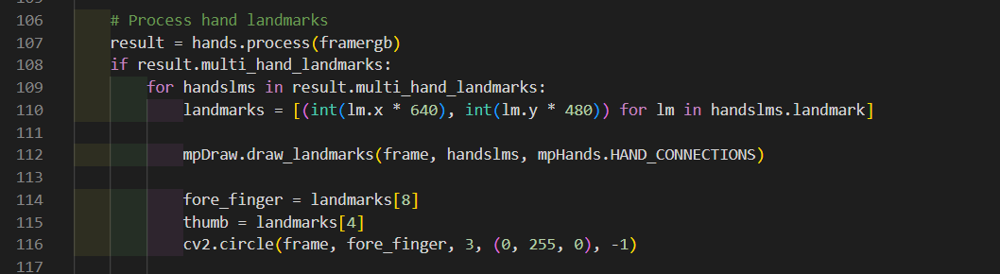 106 # Process hand landmarks
107 result = hands.process(framergb)
108 if result.multi_hand_landmarks:
109 for handslms in result.multi_hand_landmarks:
110 landmarks = [(int(lm.x * 640), int(lm.y * 480)) for lm in handslms.landmark]
111
112 mpDraw.draw_landmarks(frame, handslms, mpHands.HAND_CONNECTIONS)
113
114 fore_finger = landmarks[8]
115 thumb = landmarks[4]
116 cv2.circle(frame, fore_finger, 3, (0, 255, 0), -1)
117